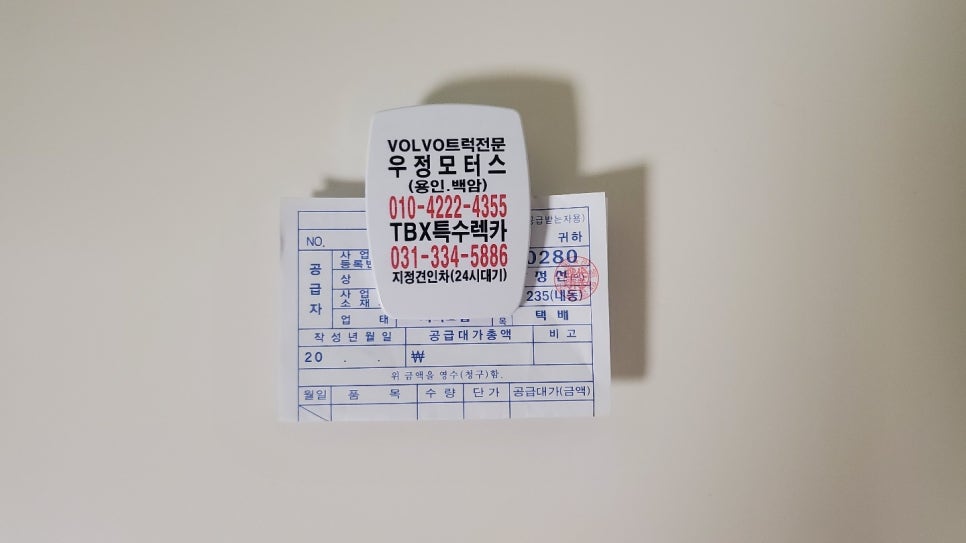 VOLVO트럭전문
우정모터스
(용인.백암)
010-4222-4355
TBX특수렉카
031-334-5886
지정견인차(24시대기)
공급받는자용)
NO.
귀하
공급자
사업
등록번
0280
상
정선
사업
소재
235(내동)
업 태
목
택배
작성년월일
공급대가총액
비고
20 . .
₩
위 금액을 영수(청구)함.
월일 품 목 수량 단가 공급대가(금액)